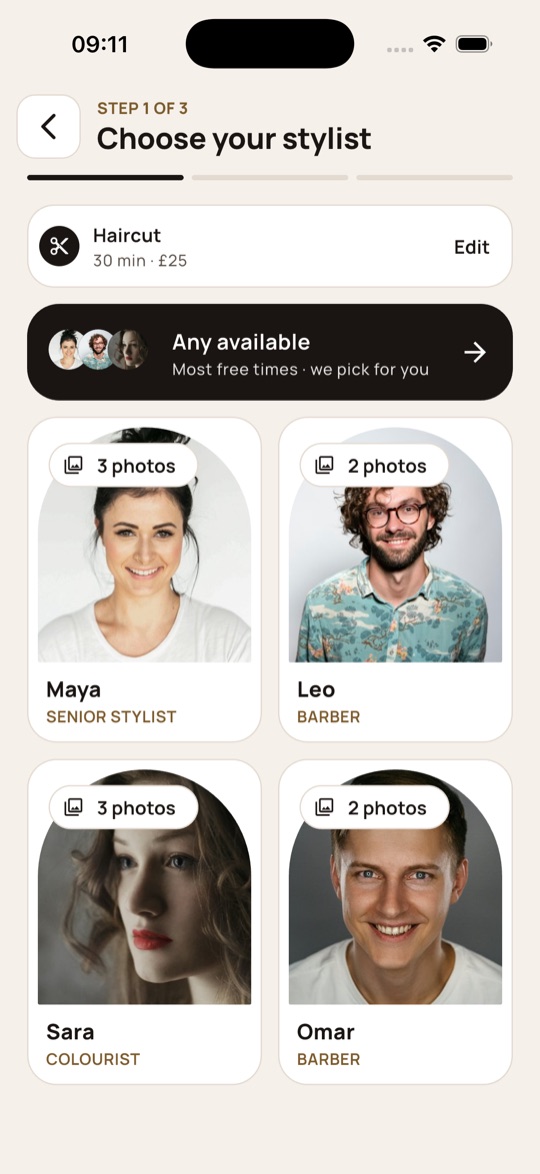 09:11
STEP 1 OF 3
Choose your stylist
Haircut
30 min · £25
Edit
Any available
Most free times · we pick for you
3 photos
2 photos
Maya
SENIOR STYLIST
Leo
BARBER
3 photos
2 photos
Sara
COLOURIST
Omar
BARBER